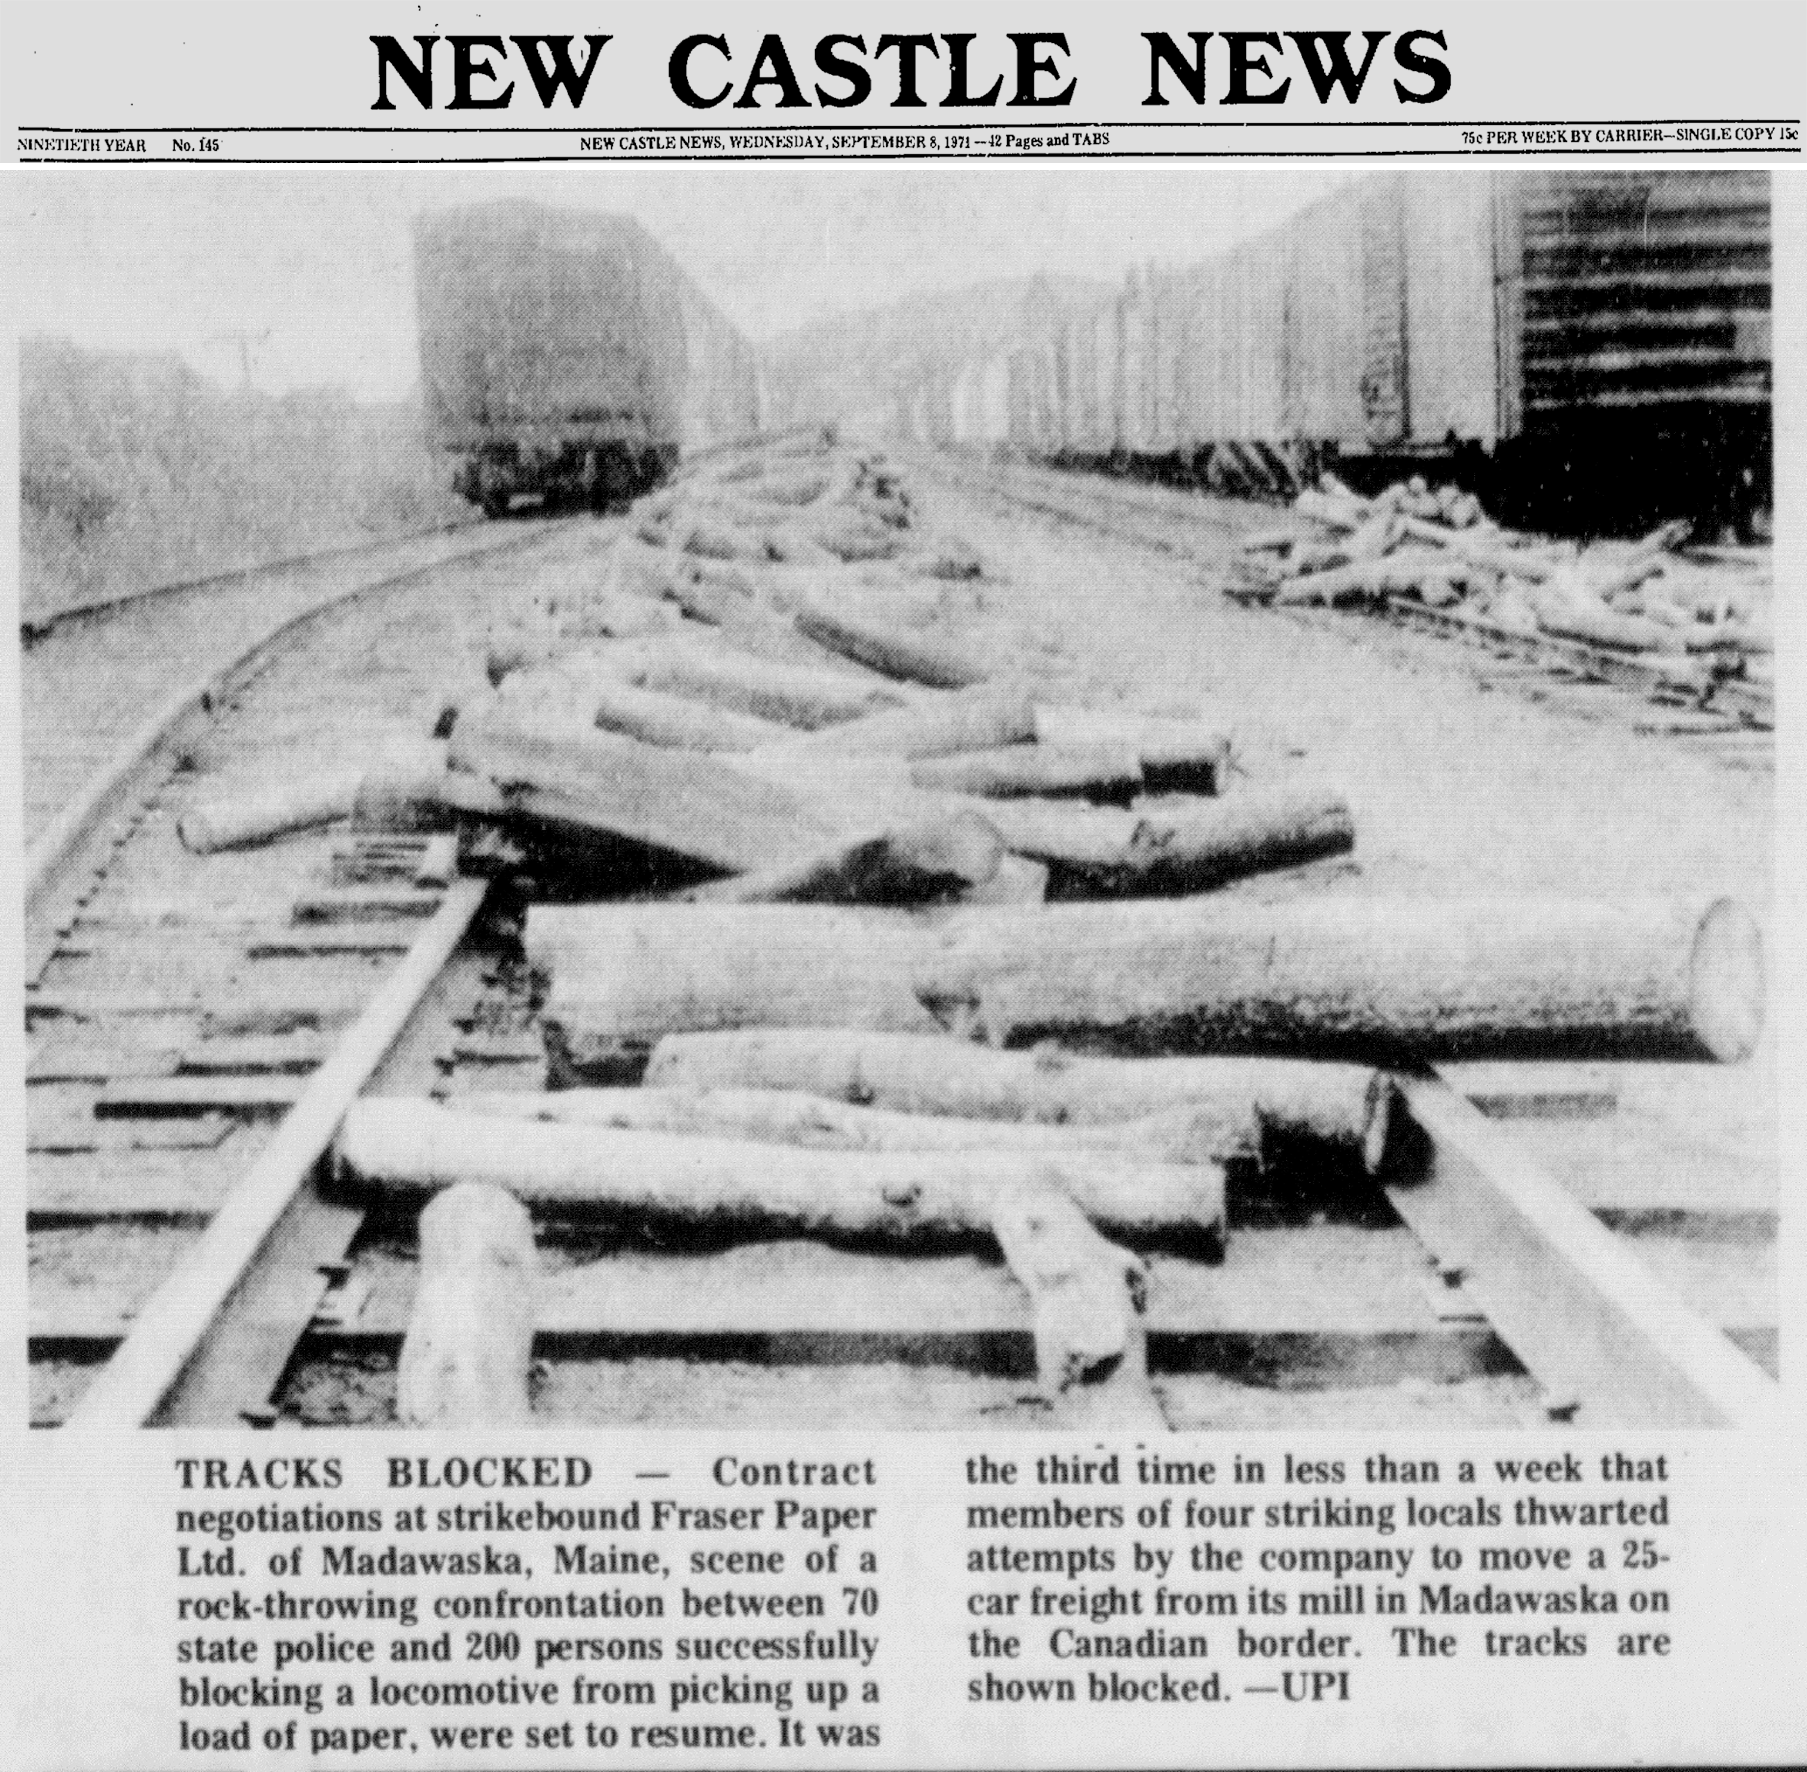 NEW CASTLE NEWS
NINETIETH YEAR No. 145
NEW CASTLE NEWS, WEDNESDAY, SEPTEMBER 8, 1971 — 42 Pages and TABS
75c PER WEEK BY CARRIER—SINGLE COPY 15c
TRACKS BLOCKED — Contract
negotiations at strikebound Fraser Paper
Ltd. of Madawaska, Maine, scene of a
rock-throwing confrontation between 70
state police and 200 persons successfully
blocking a locomotive from picking up a
load of paper, were set to resume. It was
the third time in less than a week that
members of four striking locals thwarted
attempts by the company to move a 25-
car freight from its mill in Madawaska on
the Canadian border. The tracks are
shown blocked. —UPI